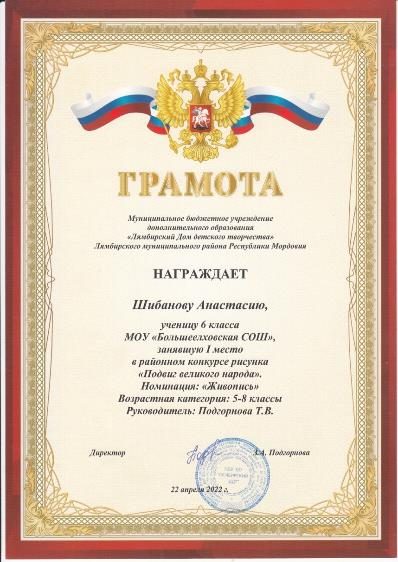 ГРАМОТА
Муниципальное бюджетное учреждение
дополнительного образования
«Лямбирский Дом детского творчества»
Лямбирского муниципального района Республики Мордовия
НАГРАЖДАЕТ
Шибанову Анастасию,
ученицу 6 класса
МОУ «Большеелховская СОШ»,
занявшую I место
в районном конкурсе рисунка
«Подвиг великого народа».
Номинация: «Живопись»
Возрастная категория: 5-8 классы
Руководитель: Подгорнова Т.В.
Директор З.А. Подгорнова
22 апреля 2022 г.